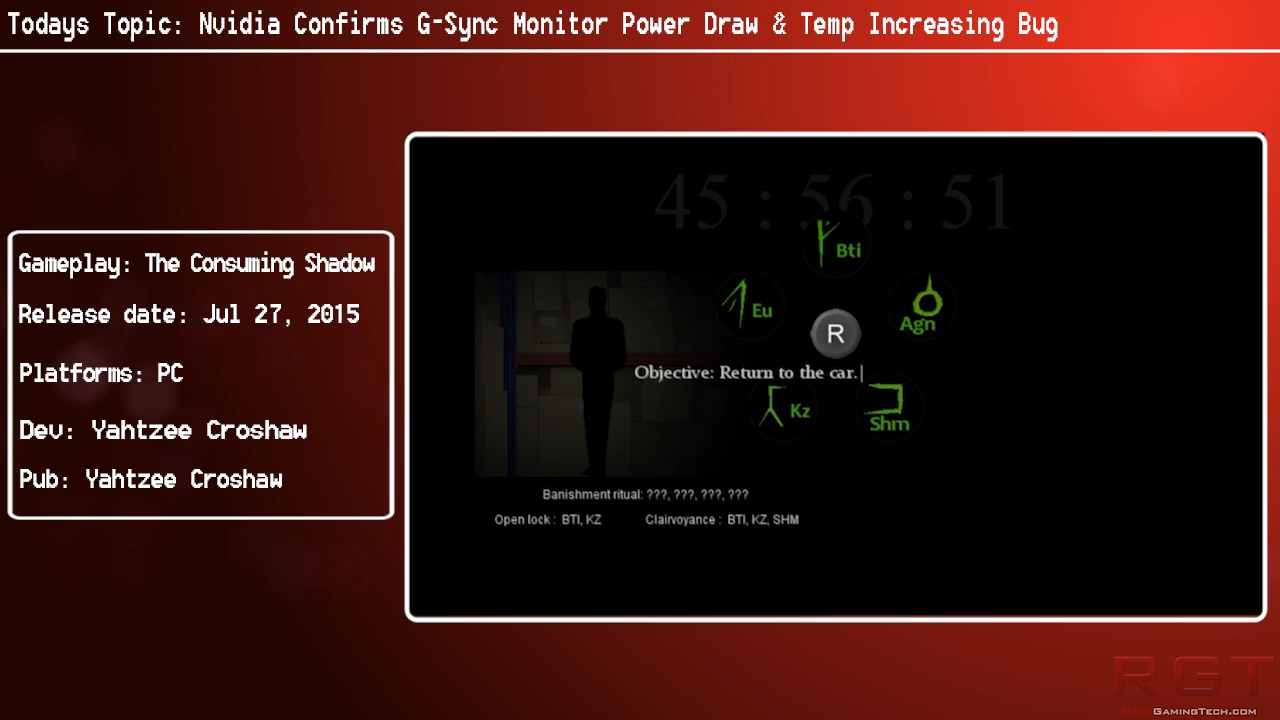 Todays Topic: Nvidia Confirms G-Sync Monitor Power Draw & Temp Increasing Bug
Gameplay: The Consuming Shadow
Release date: Jul 27, 2015
Platforms: PC
Dev: Yahtzee Croshaw
Pub: Yahtzee Croshaw
45 : 56 : 51
Bti
Eu
Agn
R
Objective: Return to the car.
Kz
Shm
Banishment ritual: ???, ???, ???, ???
Open lock : BTI, KZ Clairvoyance : BTI, KZ, SHM
RGT
RedGamingTech.com